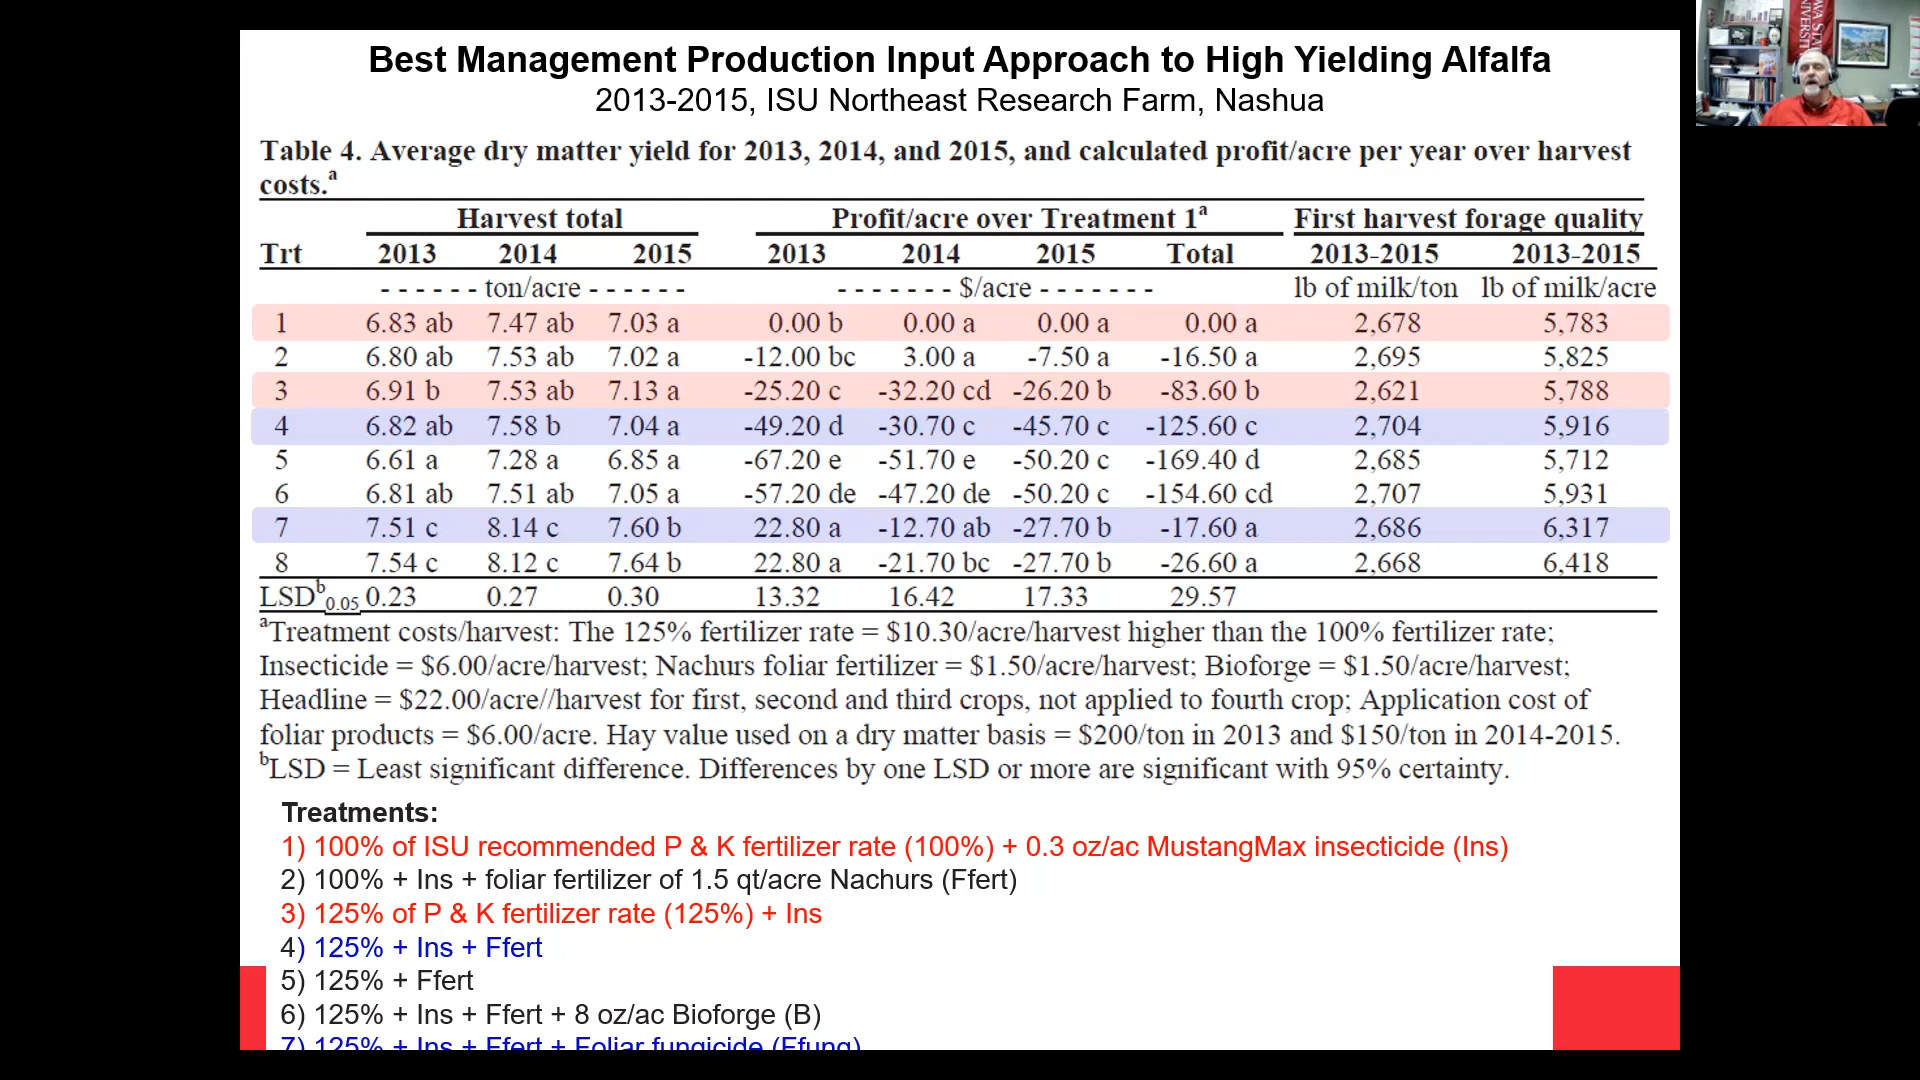 Best Management Production Input Approach to High Yielding Alfalfa
2013-2015, ISU Northeast Research Farm, Nashua
Table 4. Average dry matter yield for 2013, 2014, and 2015, and calculated profit/acre per year over harvest
costs.a
Harvest total Profit/acre over Treatment 1a First harvest forage quality
Trt 2013 2014 2015 2013 2014 2015 Total 2013-2015 2013-2015
- - - - - - ton/acre - - - - - - - - - - - - - $/acre - - - - - - - lb of milk/ton lb of milk/acre
1 6.83 ab 7.47 ab 7.03 a 0.00 b 0.00 a 0.00 a 0.00 a 2,678 5,783
2 6.80 ab 7.53 ab 7.02 a -12.00 bc 3.00 a -7.50 a -16.50 a 2,695 5,825
3 6.91 b 7.53 ab 7.13 a -25.20 c -32.20 cd -26.20 b -83.60 b 2,621 5,788
4 6.82 ab 7.58 b 7.04 a -49.20 d -30.70 c -45.70 c -125.60 c 2,704 5,916
5 6.61 a 7.28 a 6.85 a -67.20 e -51.70 e -50.20 c -169.40 d 2,685 5,712
6 6.81 ab 7.51 ab 7.05 a -57.20 de -47.20 de -50.20 c -154.60 cd 2,707 5,931
7 7.51 c 8.14 c 7.60 b 22.80 a -12.70 ab -27.70 b -17.60 a 2,686 6,317
8 7.54 c 8.12 c 7.64 b 22.80 a -21.70 bc -27.70 b -26.60 a 2,668 6,418
LSDb0.05 0.23 0.27 0.30 13.32 16.42 17.33 29.57
aTreatment costs/harvest: The 125% fertilizer rate = $10.30/acre/harvest higher than the 100% fertilizer rate;
Insecticide = $6.00/acre/harvest; Nachurs foliar fertilizer = $1.50/acre/harvest; Bioforge = $1.50/acre/harvest;
Headline = $22.00/acre//harvest for first, second and third crops, not applied to fourth crop; Application cost of
foliar products = $6.00/acre. Hay value used on a dry matter basis = $200/ton in 2013 and $150/ton in 2014-2015.
bLSD = Least significant difference. Differences by one LSD or more are significant with 95% certainty.
Treatments:
1) 100% of ISU recommended P & K fertilizer rate (100%) + 0.3 oz/ac MustangMax insecticide (Ins)
2) 100% + Ins + foliar fertilizer of 1.5 qt/acre Nachurs (Ffert)
3) 125% of P & K fertilizer rate (125%) + Ins
4) 125% + Ins + Ffert
5) 125% + Ffert
6) 125% + Ins + Ffert + 8 oz/ac Bioforge (B)
7) 125% + Ins + Ffert + Foliar fungicide (Ffung)